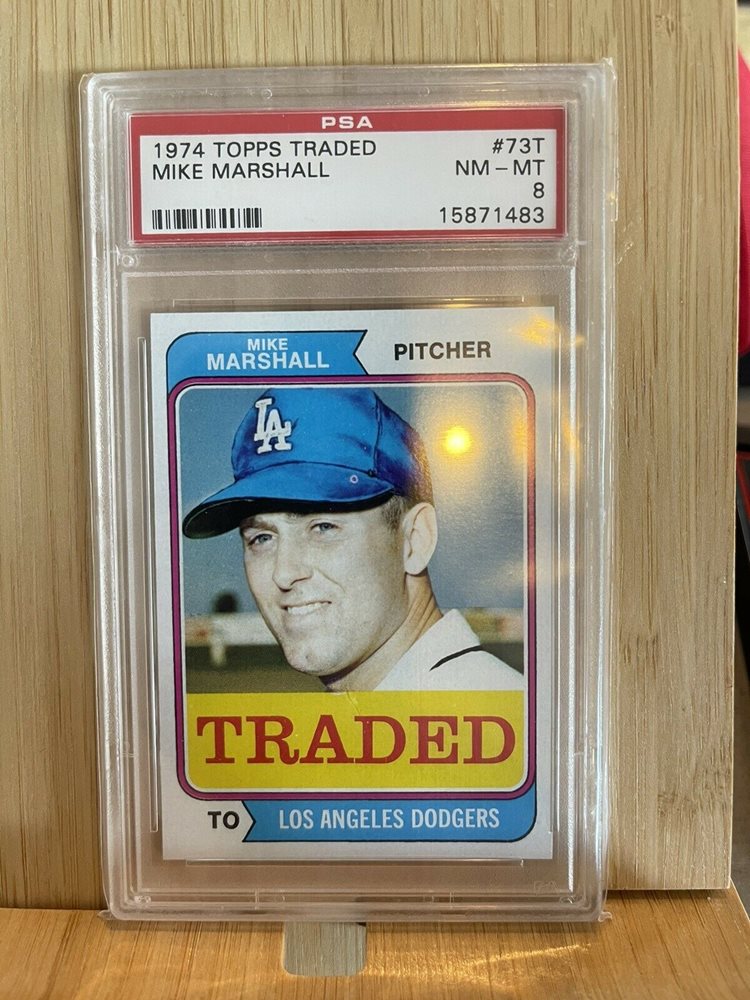 PSA
1974 TOPPS TRADED #73T
MIKE MARSHALL NM – MT
8
15871483
MIKE
MARSHALL
PITCHER
LA
TRADED
TO LOS ANGELES DODGERS